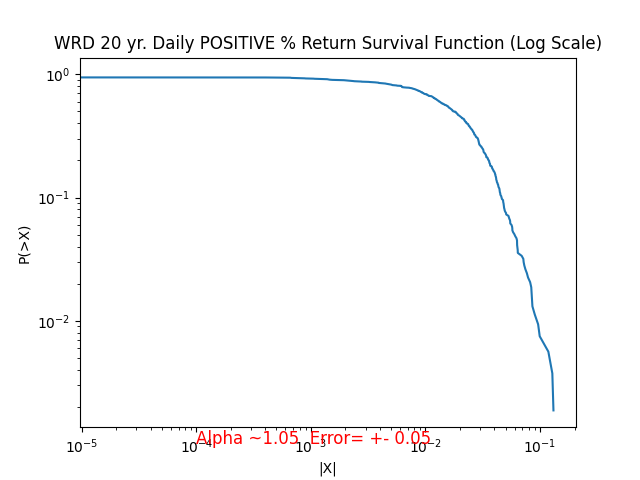 WRD 20 yr. Daily POSITIVE % Return Survival Function (Log Scale)
10^0
10^-1
10^-2
P(>X)
10^-5 10^-4 10^-3 10^-2 10^-1
Alpha ~1.05 Error= +- 0.05
|X|